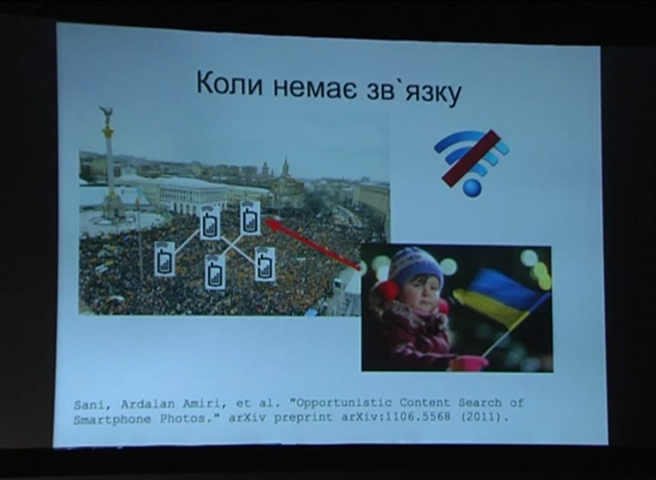 Коли немає зв`язку
Sani, Ardalan Amiri, et al. "Opportunistic Content Search of
Smartphone Photos." arXiv preprint arXiv:1106.5568 (2011).